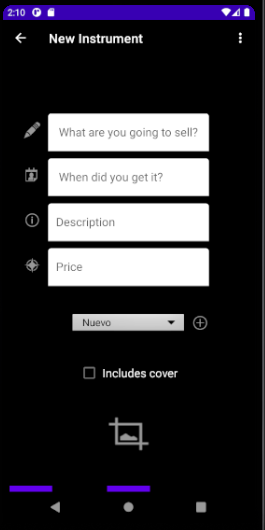 2:10
New Instrument
What are you going to sell?
When did you get it?
Description
Price
Nuevo
Includes cover